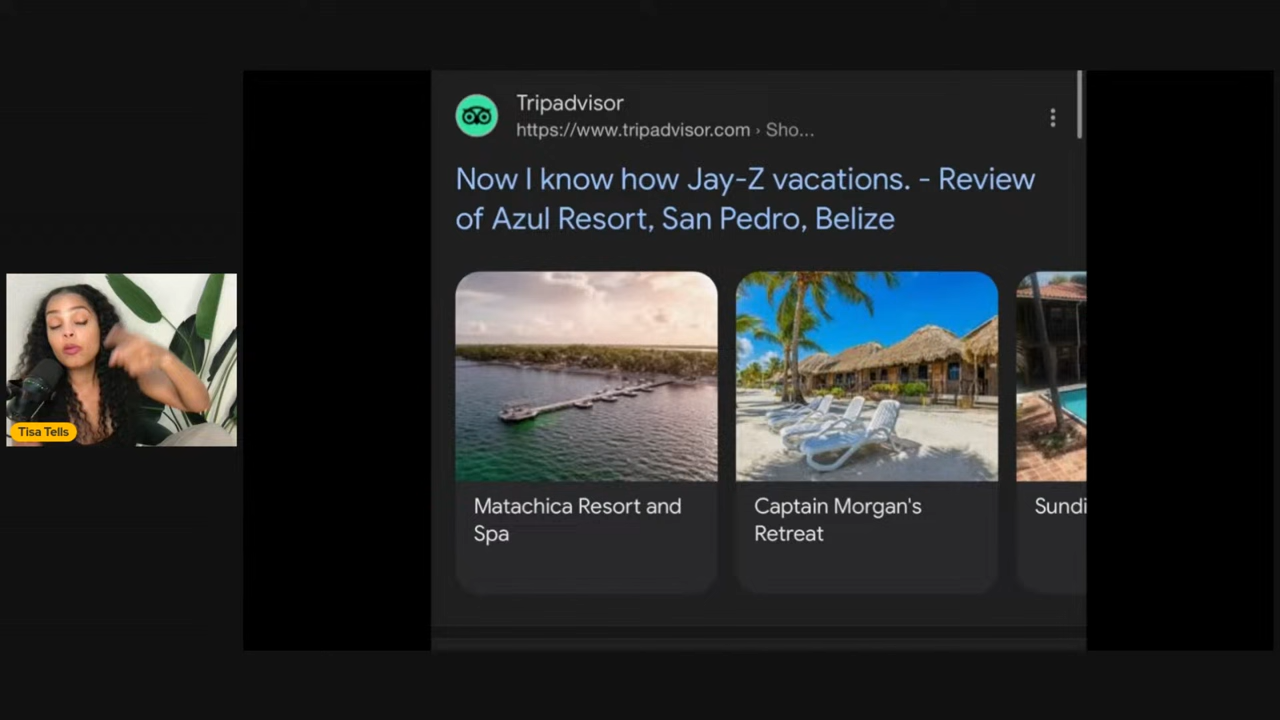 Tripadvisor
https://www.tripadvisor.com › Sho...
Now I know how Jay-Z vacations. - Review
of Azul Resort, San Pedro, Belize
Matachica Resort and
Spa
Captain Morgan's
Retreat
Sundi
Tisa Tells